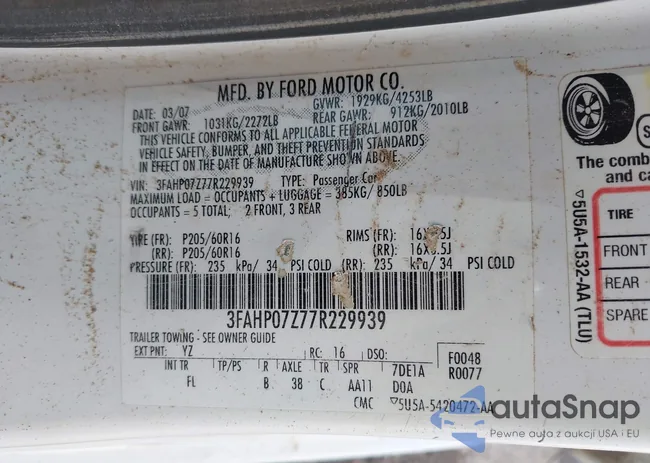 MFD. BY FORD MOTOR CO.
DATE: 03/07
GVWR: 1929KG/4253LB
FRONT GAWR: 1031KG/2272LB
REAR GAWR: 912KG/2010LB
THIS VEHICLE CONFORMS TO ALL APPLICABLE FEDERAL MOTOR
VEHICLE SAFETY, BUMPER, AND THEFT PREVENTION STANDARDS
IN EFFECT ON THE DATE OF MANUFACTURE SHOWN ABOVE.
VIN: 3FAHP07Z77R229939 TYPE: Passenger Car
MAXIMUM LOAD = OCCUPANTS + LUGGAGE = 385KG/ 850LB
OCCUPANTS = 5 TOTAL; 2 FRONT, 3 REAR
TIRE (FR): P205/60R16 RIMS (FR):
(RR): P205/60R16 (RR):
PRESSURE (FR): 235 kPa/ 34 PSI COLD (RR): 235 kPa/ 34 PSI COLD
3FAHP07Z77R229939
TRAILER TOWING - SEE OWNER GUIDE
EXT PNT: YZ RC: 16 DSO: F0048
INT TR TP/PS R AXLE TR SPR 7DE1A R0077
FL B 38 C AA11 D0A
CMC ▽5U5A-5420472-AA
The comb
and ca
TIRE
FRONT
REAR
SPARE
▽5U5A-1532-AA (TLU)
autaSnap
Pewne auta z aukcji USA i EU